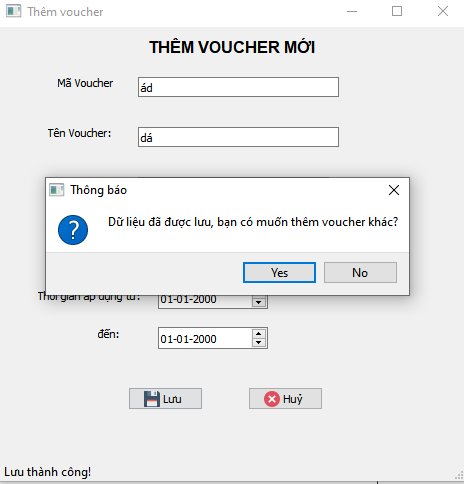 Thêm voucher
THÊM VOUCHER MỚI
Mã Voucher
ád
Tên Voucher:
dá
Thông báo
Dữ liệu đã được lưu, bạn có muốn thêm voucher khác?
Yes
No
Thời gian áp dụng từ:
01-01-2000
đến:
01-01-2000
Lưu
Huỷ
Lưu thành công!